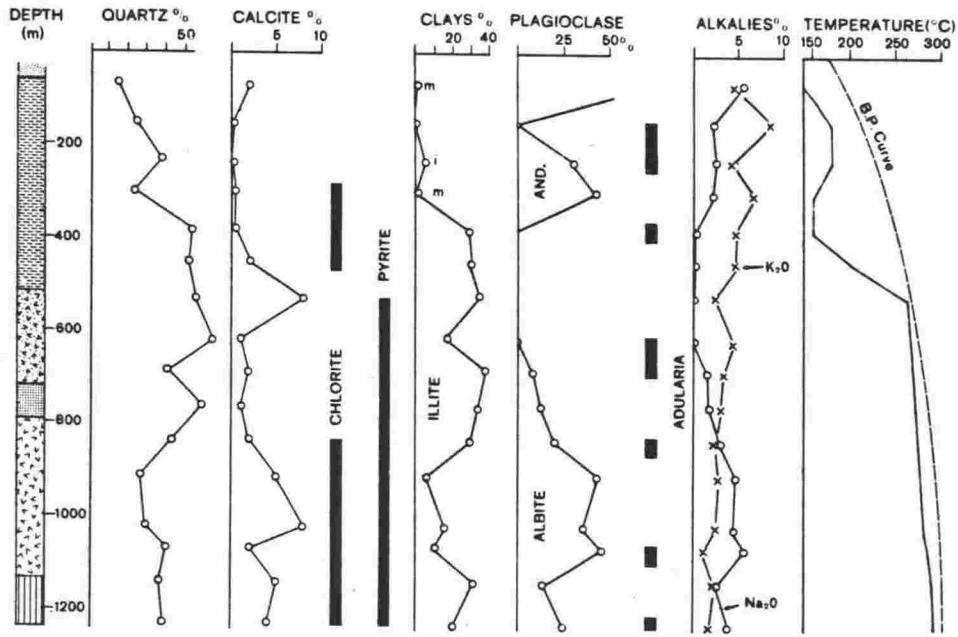 DEPTH (m)
QUARTZ %
CALCITE %
CLAYS %
PLAGIOCLASE
ALKALIES %
TEMPERATURE(°C)
50
0
10
20
40
25
50%
5
10
150
200
250
300
200
400
600
800
1000
1200
CHLORITE
PYRITE
m
i
m
ILLITE
AND.
ALBITE
ADULARIA
K₂O
Na₂O
B.P. Curve